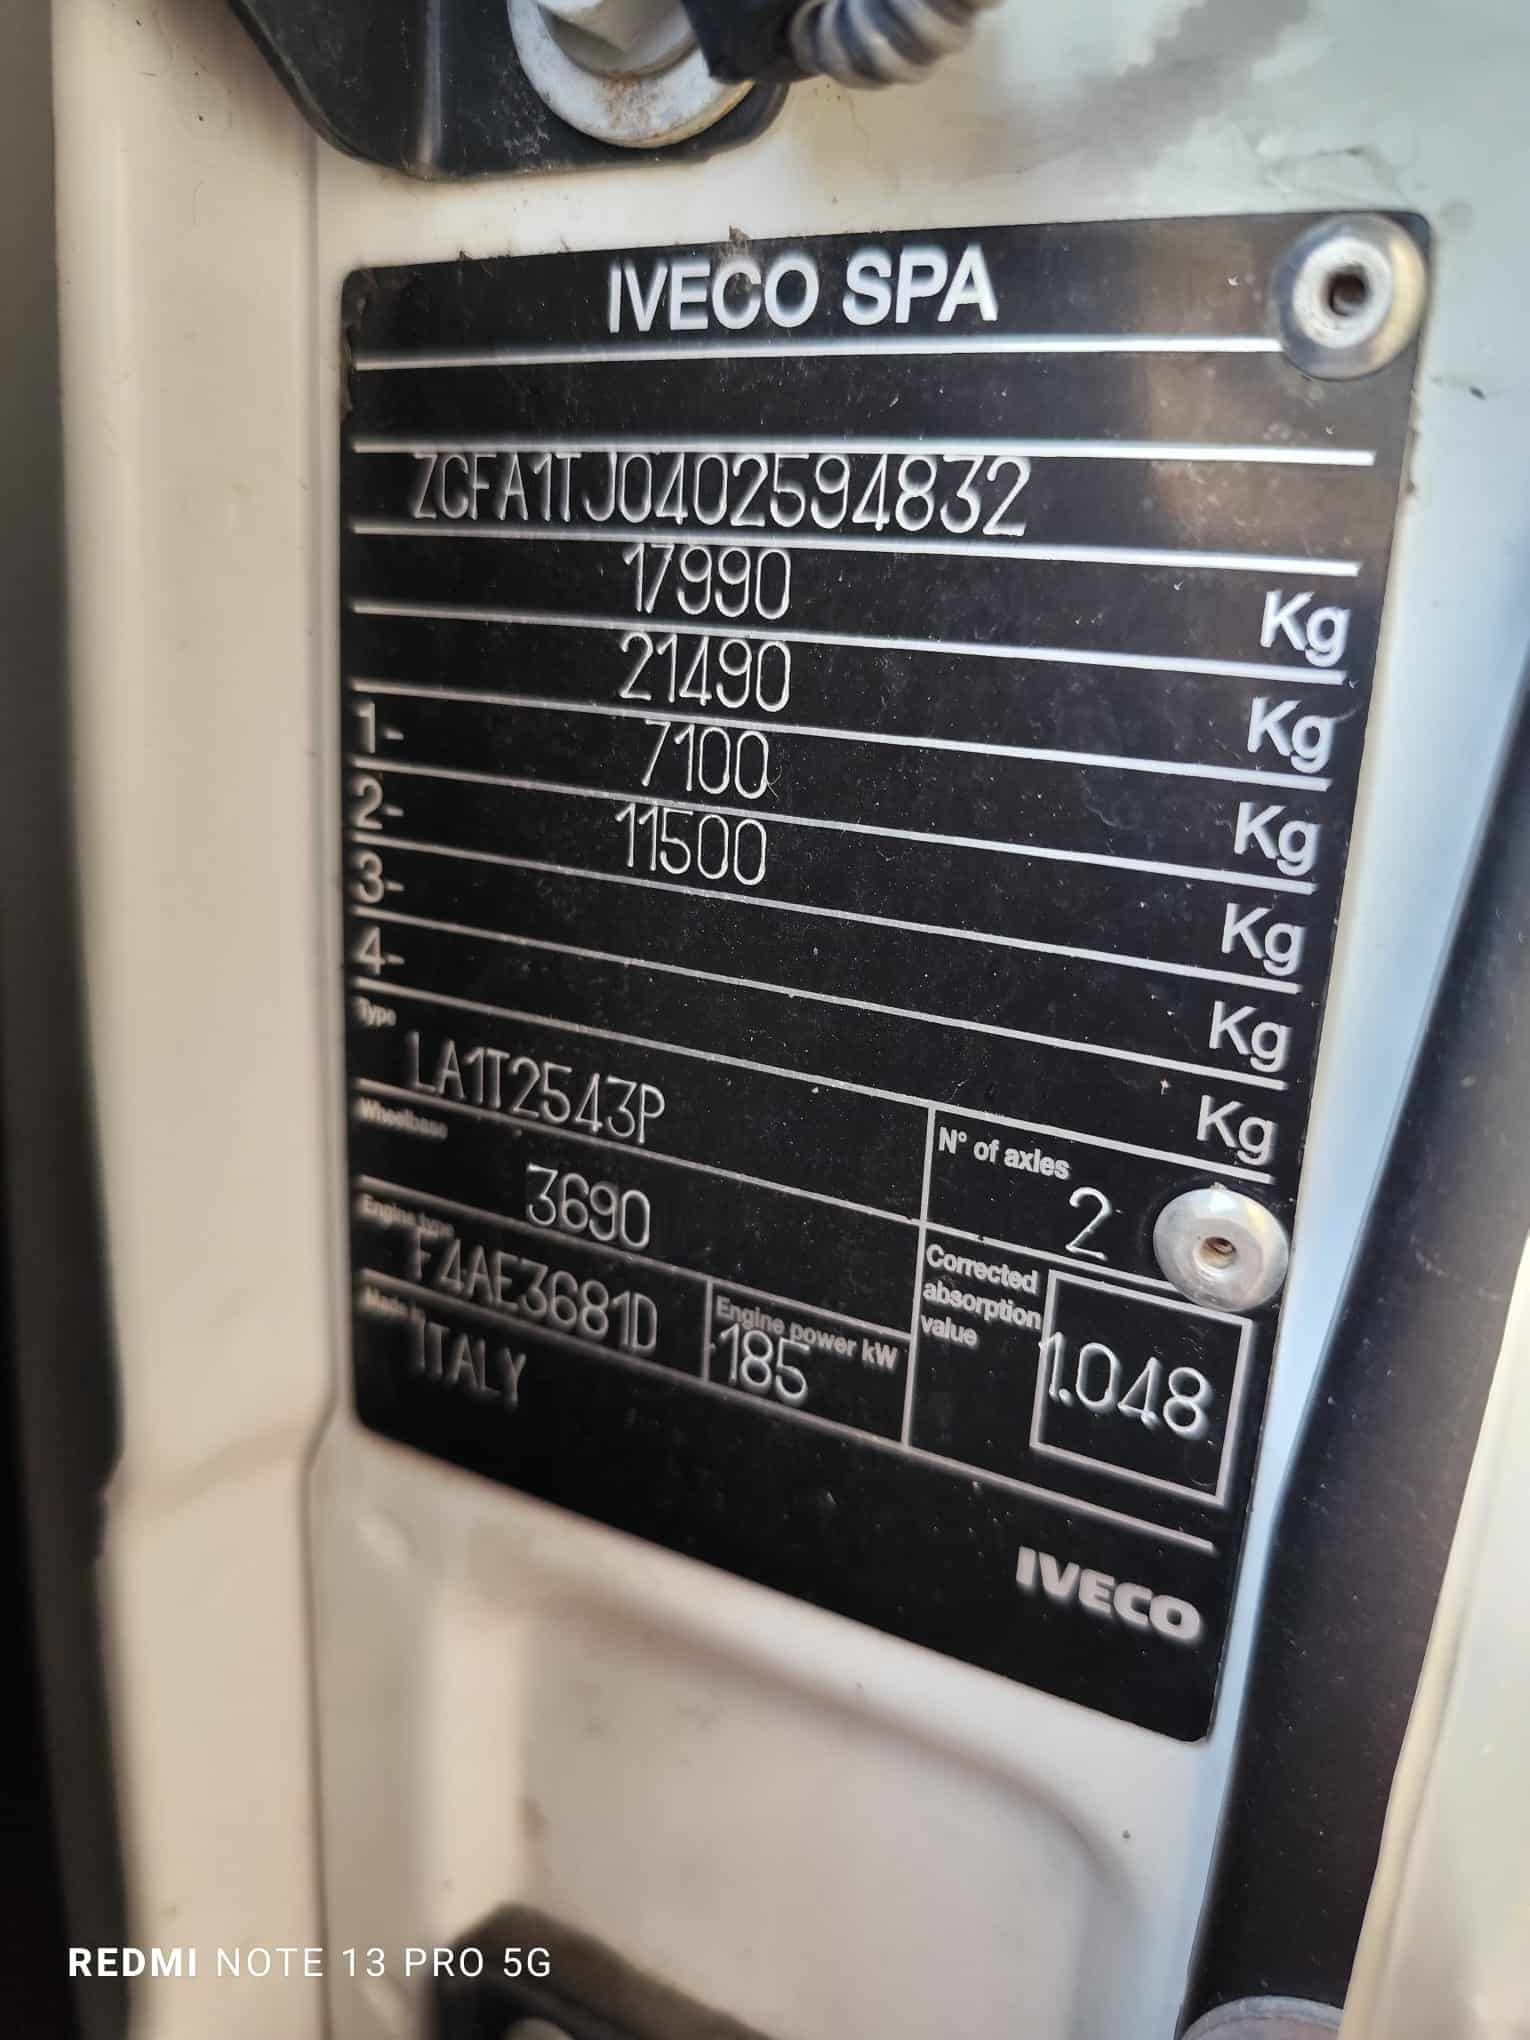 IVECO SPA
ZCFA1TJ0402594832
17990 Kg
21490 Kg
1- 7100 Kg
2- 11500 Kg
3- Kg
4- Kg
Type
LA1T2543P
N° of axles
2
Wheelbase
3690
Corrected absorption value
1.048
Engine type
F4AE3681D
Engine power kW
185
Made in
ITALY
IVECO
REDMI NOTE 13 PRO 5G